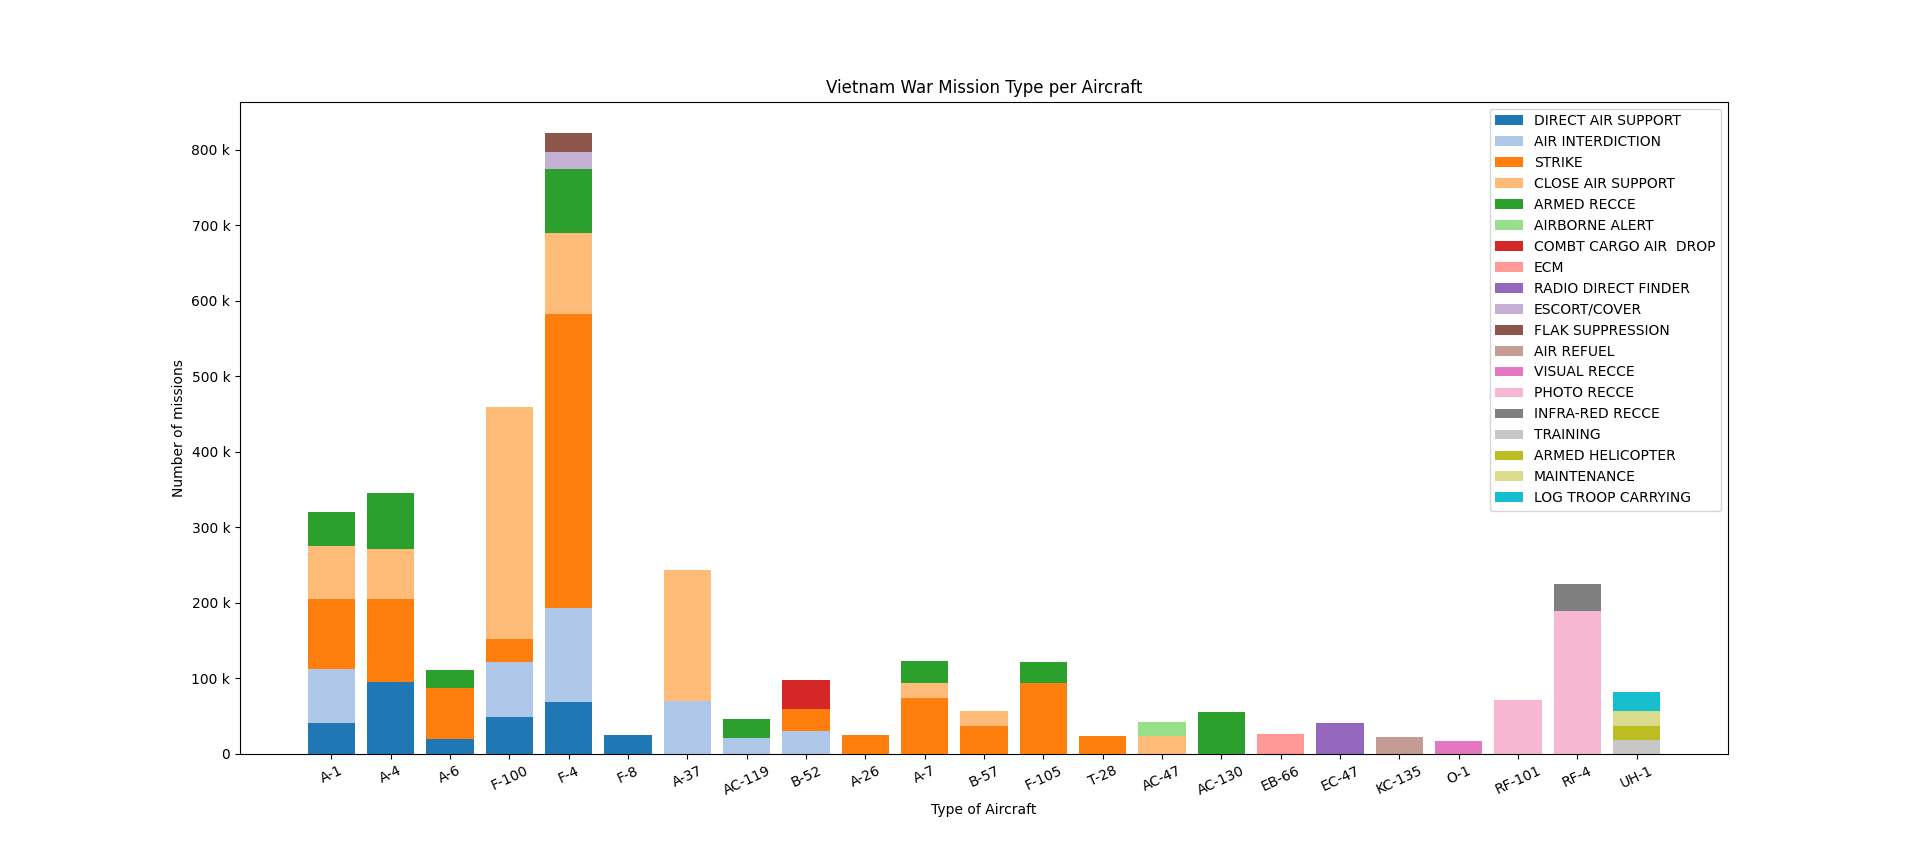 Vietnam War Mission Type per Aircraft
DIRECT AIR SUPPORT
AIR INTERDICTION
STRIKE
CLOSE AIR SUPPORT
ARMED RECCE
AIRBORNE ALERT
COMBT CARGO AIR  DROP
ECM
RADIO DIRECT FINDER
ESCORT/COVER
FLAK SUPPRESSION
AIR REFUEL
VISUAL RECCE
PHOTO RECCE
INFRA-RED RECCE
TRAINING
ARMED HELICOPTER
MAINTENANCE
LOG TROOP CARRYING
Number of missions
800 k
700 k
600 k
500 k
400 k
300 k
200 k
100 k
0
A-1 A-4 A-6 F-100 F-4 F-8 A-37 AC-119 B-52 A-26 A-7 B-57 F-105 T-28 AC-47 AC-130 EB-66 EC-47 KC-135 O-1 RF-101 RF-4 UH-1
Type of Aircraft